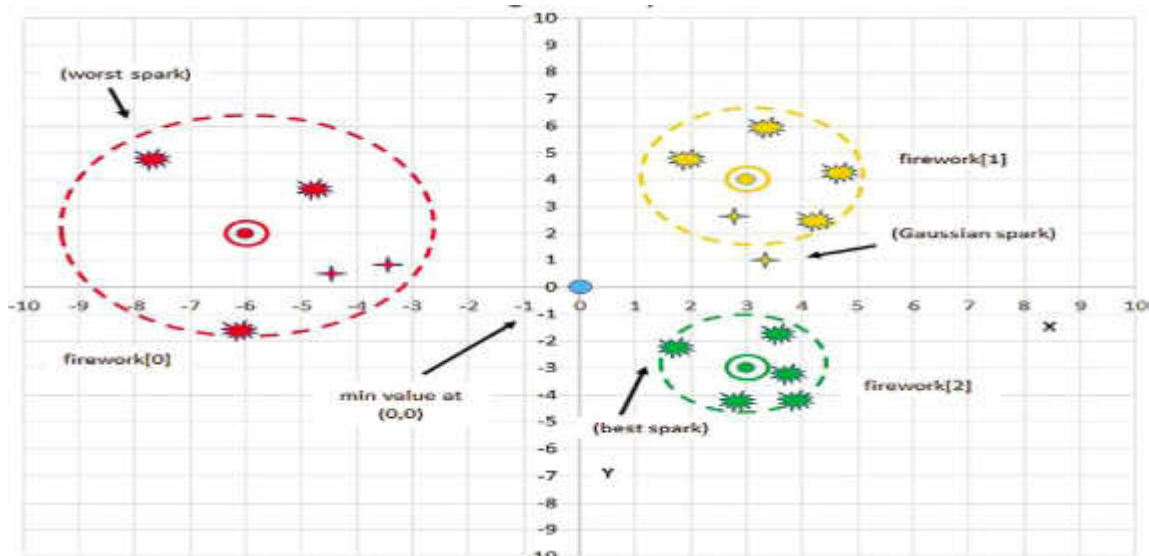 10
9
8
(worst spark)
7
6
5
firework[1]
4
3
2
(Gaussian spark)
1
0
-10 -9 -8 -7 -6 -5 -4 -3 -2 -1 0 1 2 3 4 5 6 7 8 9 10
-1
X
-2
firework[0]
-3
firework[2]
min value at
(0,0)
-4
-5
(best spark)
-6
Y
-7
-8
-9